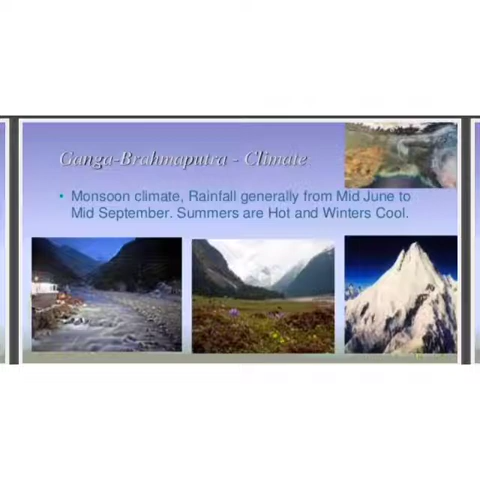 Ganga-Brahmaputra - Climate
• Monsoon climate, Rainfall generally from Mid June to
Mid September. Summers are Hot and Winters Cool.